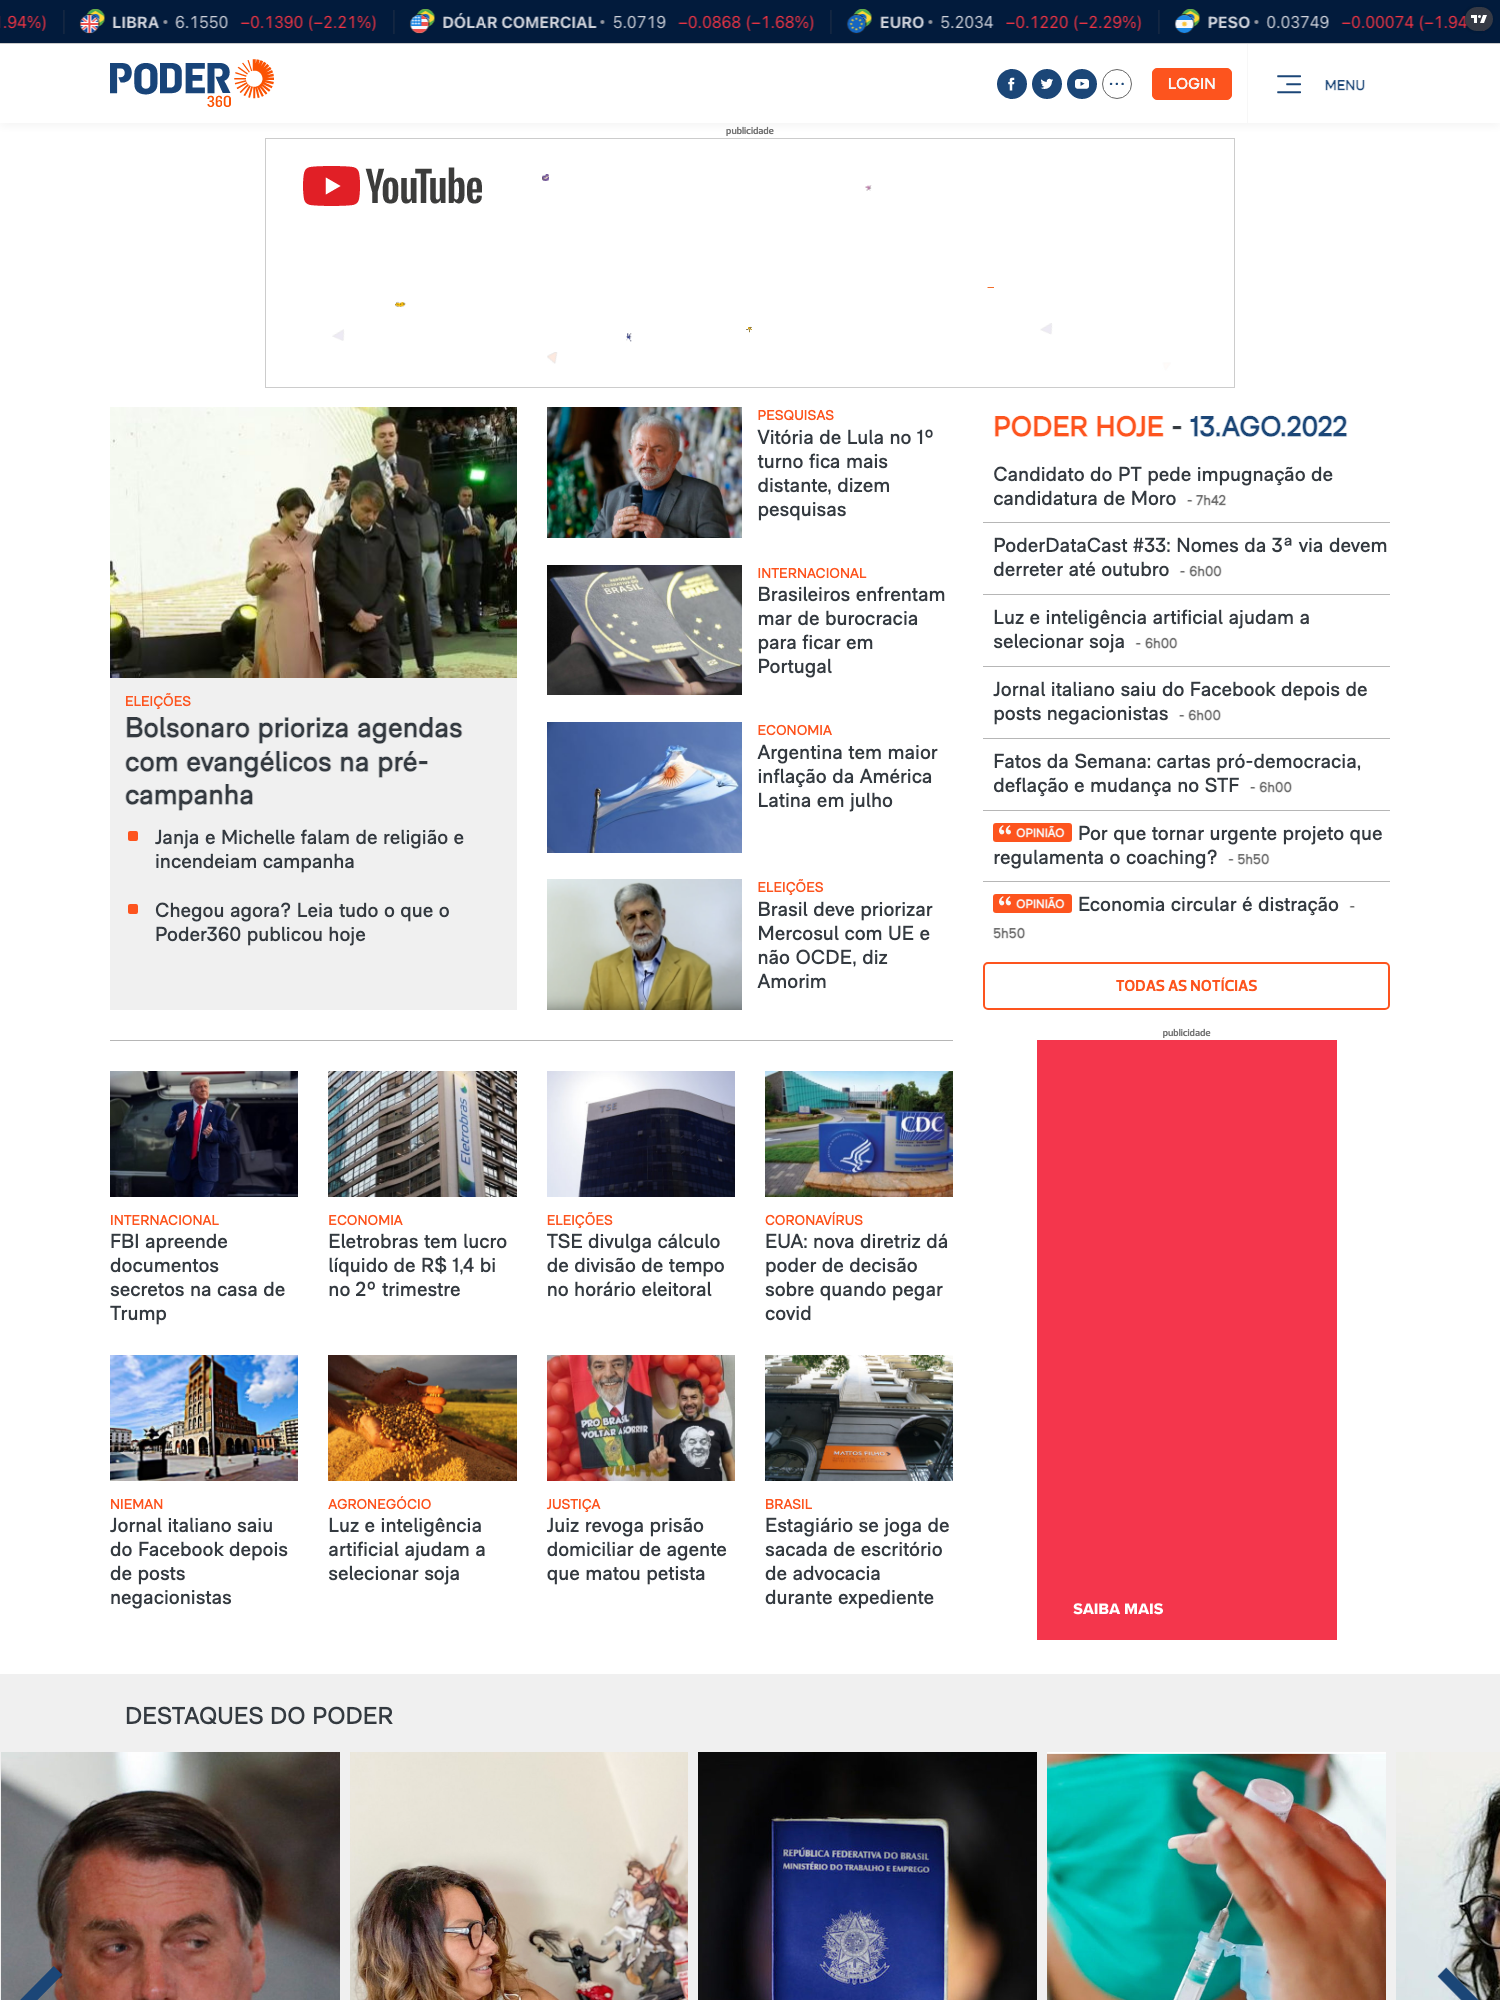 .94%)
LIBRA • 6.1550 −0.1390 (−2.21%)
DÓLAR COMERCIAL • 5.0719 −0.0868 (−1.68%)
EURO • 5.2034 −0.1220 (−2.29%)
PESO • 0.03749 −0.00074 (−1.94
PODER
360
LOGIN
MENU
publicidade
YouTube
ELEIÇÕES
Bolsonaro prioriza agendas
com evangélicos na pré-
campanha
Janja e Michelle falam de religião e
incendeiam campanha
Chegou agora? Leia tudo o que o
Poder360 publicou hoje
PESQUISAS
Vitória de Lula no 1º
turno fica mais
distante, dizem
pesquisas
BRASIL
BRASIL
INTERNACIONAL
Brasileiros enfrentam
mar de burocracia
para ficar em
Portugal
ECONOMIA
Argentina tem maior
inflação da América
Latina em julho
ELEIÇÕES
Brasil deve priorizar
Mercosul com UE e
não OCDE, diz
Amorim
PODER HOJE - 13.AGO.2022
Candidato do PT pede impugnação de
candidatura de Moro - 7h42
PoderDataCast #33: Nomes da 3ª via devem
derreter até outubro - 6h00
Luz e inteligência artificial ajudam a
selecionar soja - 6h00
Jornal italiano saiu do Facebook depois de
posts negacionistas - 6h00
Fatos da Semana: cartas pró-democracia,
deflação e mudança no STF - 6h00
OPINIÃO Por que tornar urgente projeto que
regulamenta o coaching? - 5h50
OPINIÃO Economia circular é distração -
5h50
TODAS AS NOTÍCIAS
publicidade
SAIBA MAIS
INTERNACIONAL
FBI apreende
documentos
secretos na casa de
Trump
Eletrobras
ECONOMIA
Eletrobras tem lucro
líquido de R$ 1,4 bi
no 2º trimestre
TSE
ELEIÇÕES
TSE divulga cálculo
de divisão de tempo
no horário eleitoral
CDC
CORONAVÍRUS
EUA: nova diretriz dá
poder de decisão
sobre quando pegar
covid
NIEMAN
Jornal italiano saiu
do Facebook depois
de posts
negacionistas
AGRONEGÓCIO
Luz e inteligência
artificial ajudam a
selecionar soja
PRO BRASIL
VOLTAR A SORRIR
JUSTIÇA
Juiz revoga prisão
domiciliar de agente
que matou petista
MATTOS FILHO
BRASIL
Estagiário se joga de
sacada de escritório
de advocacia
durante expediente
DESTAQUES DO PODER
REPÚBLICA FEDERATIVA DO BRASIL
MINISTÉRIO DO TRABALHO E EMPREGO